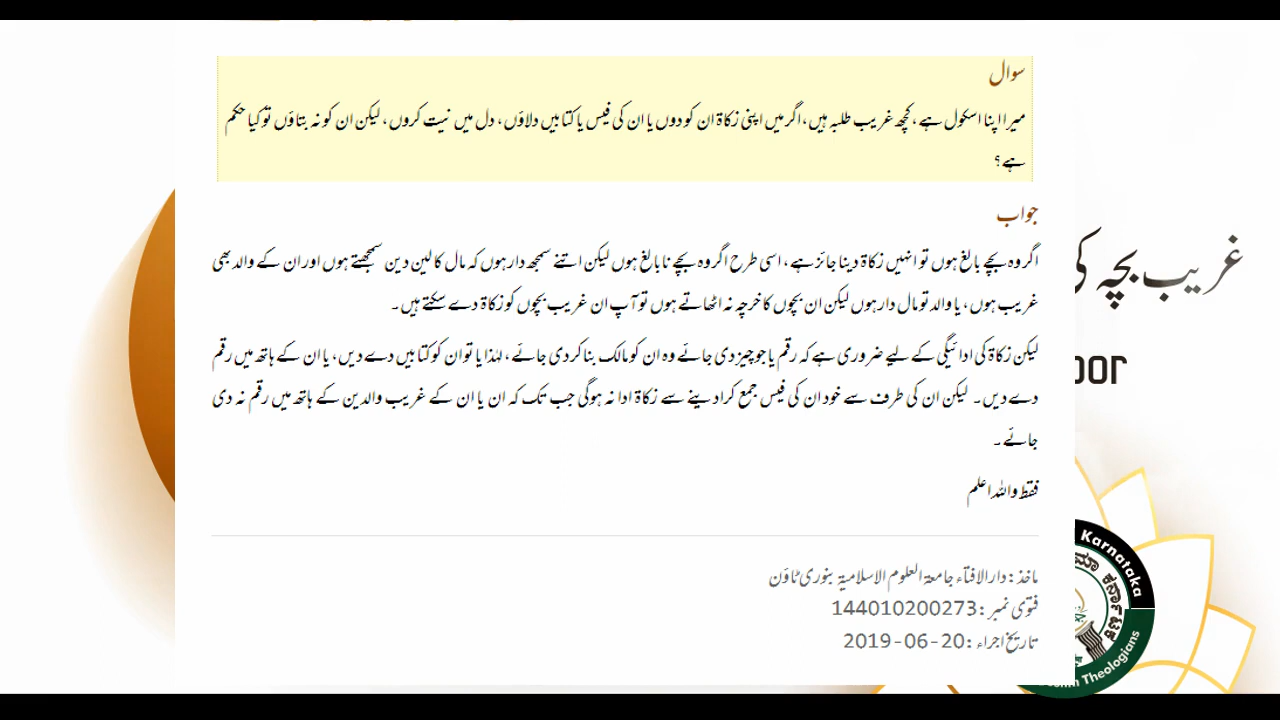 سوال
میرا اپنا اسکول ہے، کچھ غریب طلبہ ہیں، اگر میں اپنی زکاۃ ان کو دوں یا ان کی فیس یا کتابیں دلاؤں، دل میں نیت کروں، لیکن ان کو نہ بتاؤں تو کیا حکم
ہے؟
جواب
اگر وہ بچے بالغ ہوں تو انہیں زکاۃ دینا جائز ہے، اسی طرح اگر وہ بچے نابالغ ہوں لیکن اتنے سمجھ دار ہوں کہ مال کا لین دین سمجھتے ہوں اور ان کے والد بھی
غریب ہوں، یا والد تو مال دار ہوں لیکن ان بچوں کا خرچہ نہ اٹھاتے ہوں تو آپ ان غریب بچوں کو زکاۃ دے سکتے ہیں۔
لیکن زکاۃ کی ادائیگی کے لیے ضروری ہے کہ رقم یا جو چیز دی جائے وہ ان کو مالک بنا کر دی جائے، لہٰذا یا تو ان کو کتابیں دے دیں، یا ان کے ہاتھ میں رقم
دے دیں۔ لیکن ان کی طرف سے خود ان کی فیس جمع کرا دینے سے زکاۃ ادا نہ ہوگی جب تک کہ ان یا ان کے غریب والدین کے ہاتھ میں رقم نہ دی
جائے۔
فقط واللہ اعلم
ماخذ: دار الافتاء جامعۃ العلوم الاسلامیۃ بنوری ٹاؤن
فتوی نمبر: 144010200273
تاریخ اجراء: 20-06-2019
غریب بچہ کی
oor
Karnataka
ಕರ್ನಾಟಕ
Theologians